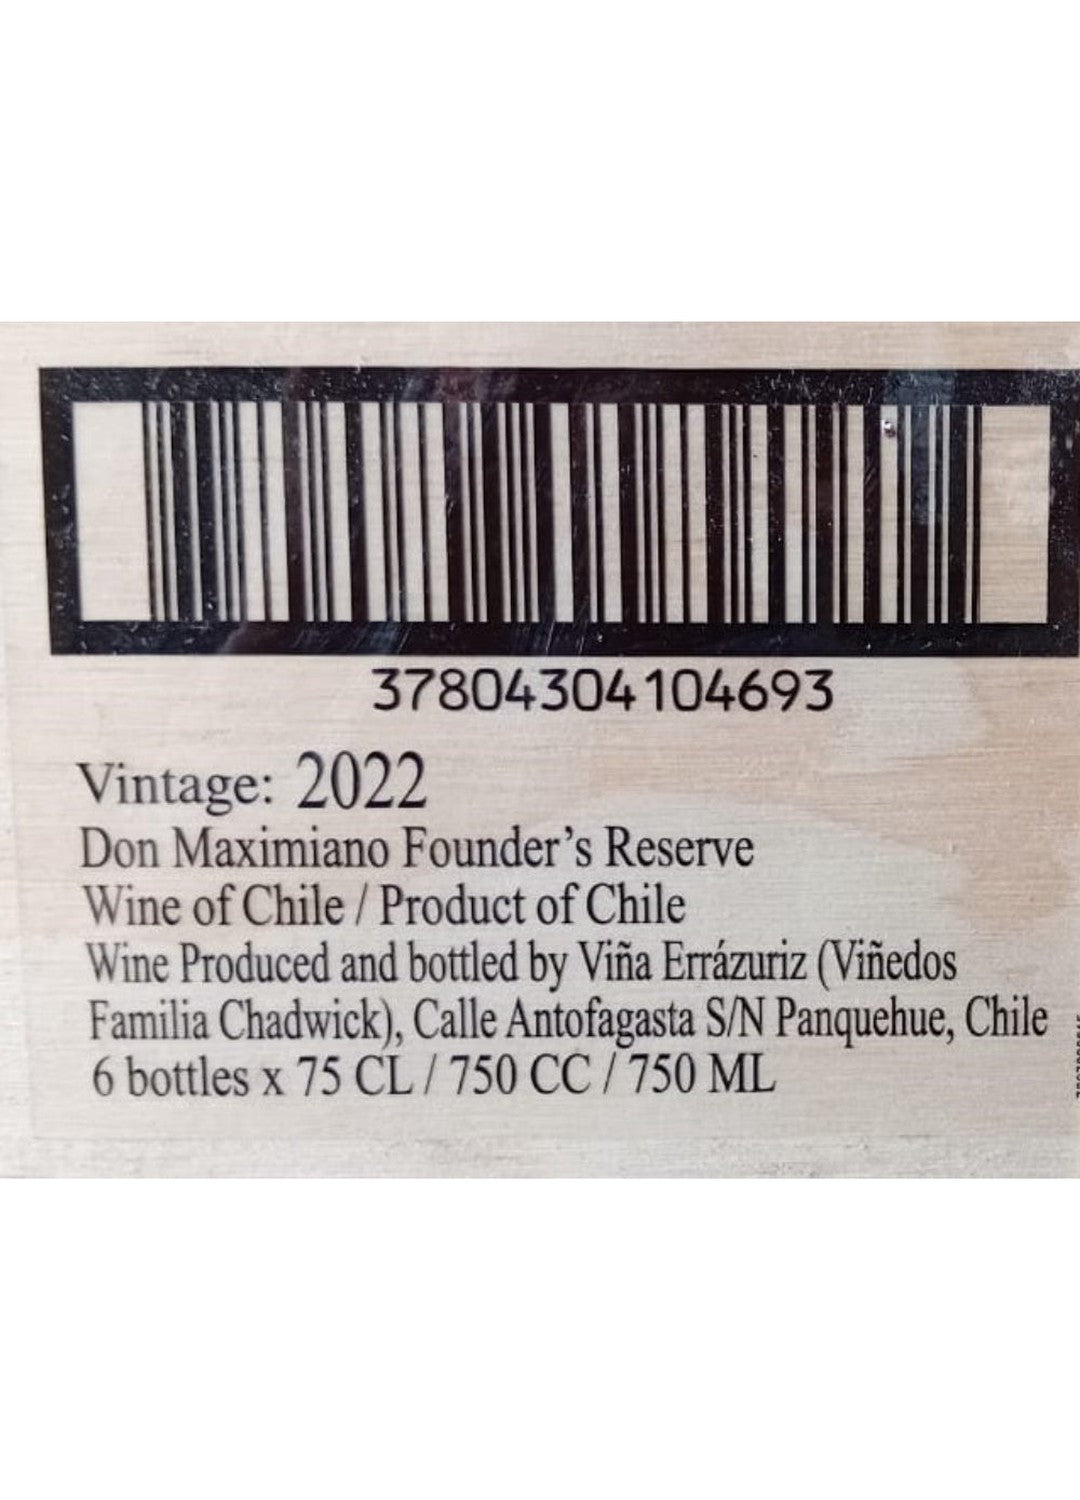 37804304104693
Vintage: 2022
Don Maximiano Founder's Reserve
Wine of Chile / Product of Chile
Wine Produced and bottled by Viña Errázuriz (Viñedos
Familia Chadwick), Calle Antofagasta S/N Panquehue, Chile
6 bottles x 75 CL / 750 CC / 750 ML